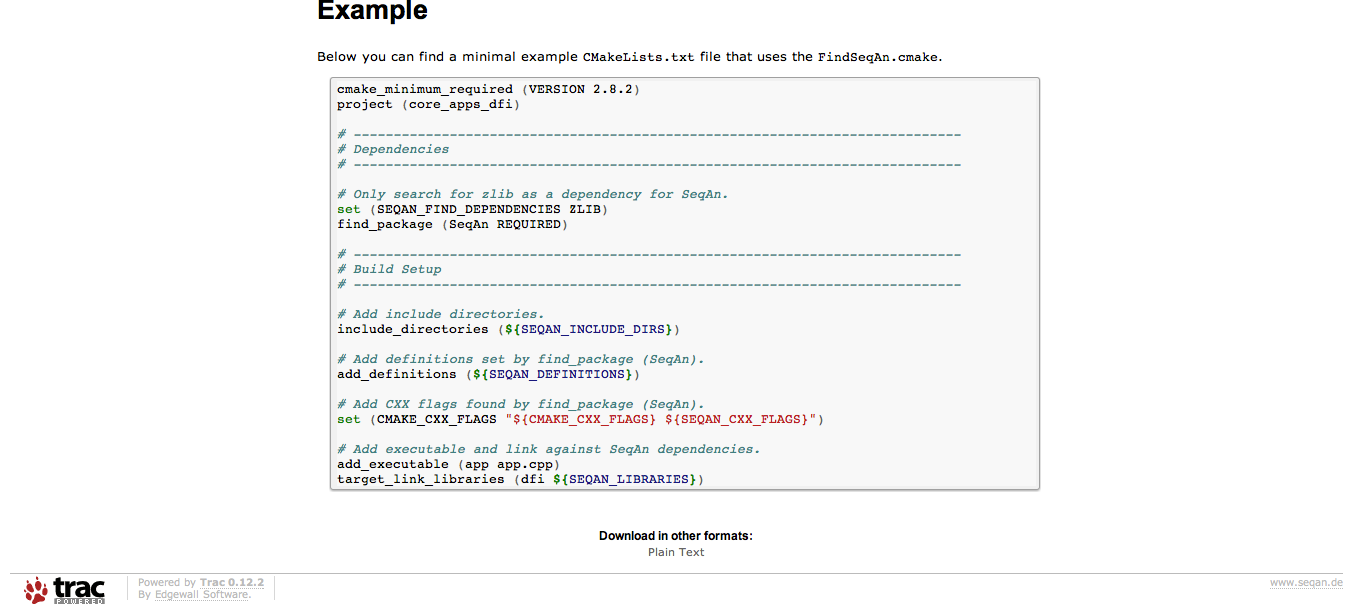 Example
Below you can find a minimal example CMakeLists.txt file that uses the FindSeqAn.cmake.
cmake_minimum_required (VERSION 2.8.2)
project (core_apps_dfi)
# ----------------------------------------------------------------------------
# Dependencies
# ----------------------------------------------------------------------------
# Only search for zlib as a dependency for SeqAn.
set (SEQAN_FIND_DEPENDENCIES ZLIB)
find_package (SeqAn REQUIRED)
# ----------------------------------------------------------------------------
# Build Setup
# ----------------------------------------------------------------------------
# Add include directories.
include_directories (${SEQAN_INCLUDE_DIRS})
# Add definitions set by find_package (SeqAn).
add_definitions (${SEQAN_DEFINITIONS})
# Add CXX flags found by find_package (SeqAn).
set (CMAKE_CXX_FLAGS "${CMAKE_CXX_FLAGS} ${SEQAN_CXX_FLAGS}")
# Add executable and link against SeqAn dependencies.
add_executable (app app.cpp)
target_link_libraries (dfi ${SEQAN_LIBRARIES})
Download in other formats:
Plain Text
trac
POWERED
Powered by Trac 0.12.2
By Edgewall Software.
www.seqan.de